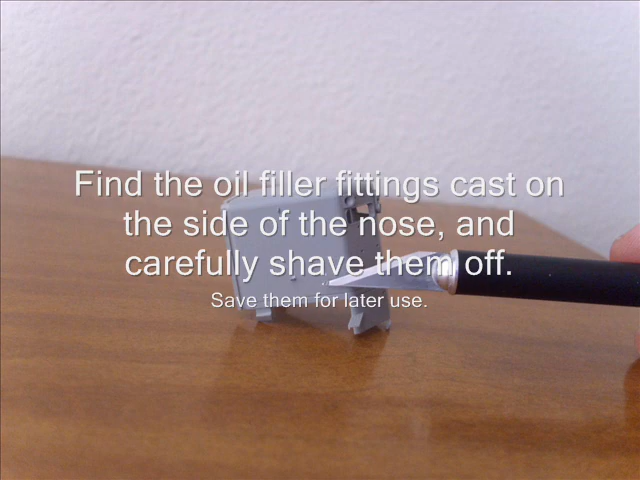 Find the oil filler fittings cast on
the side of the nose, and
carefully shave them off.
Save them for later use.